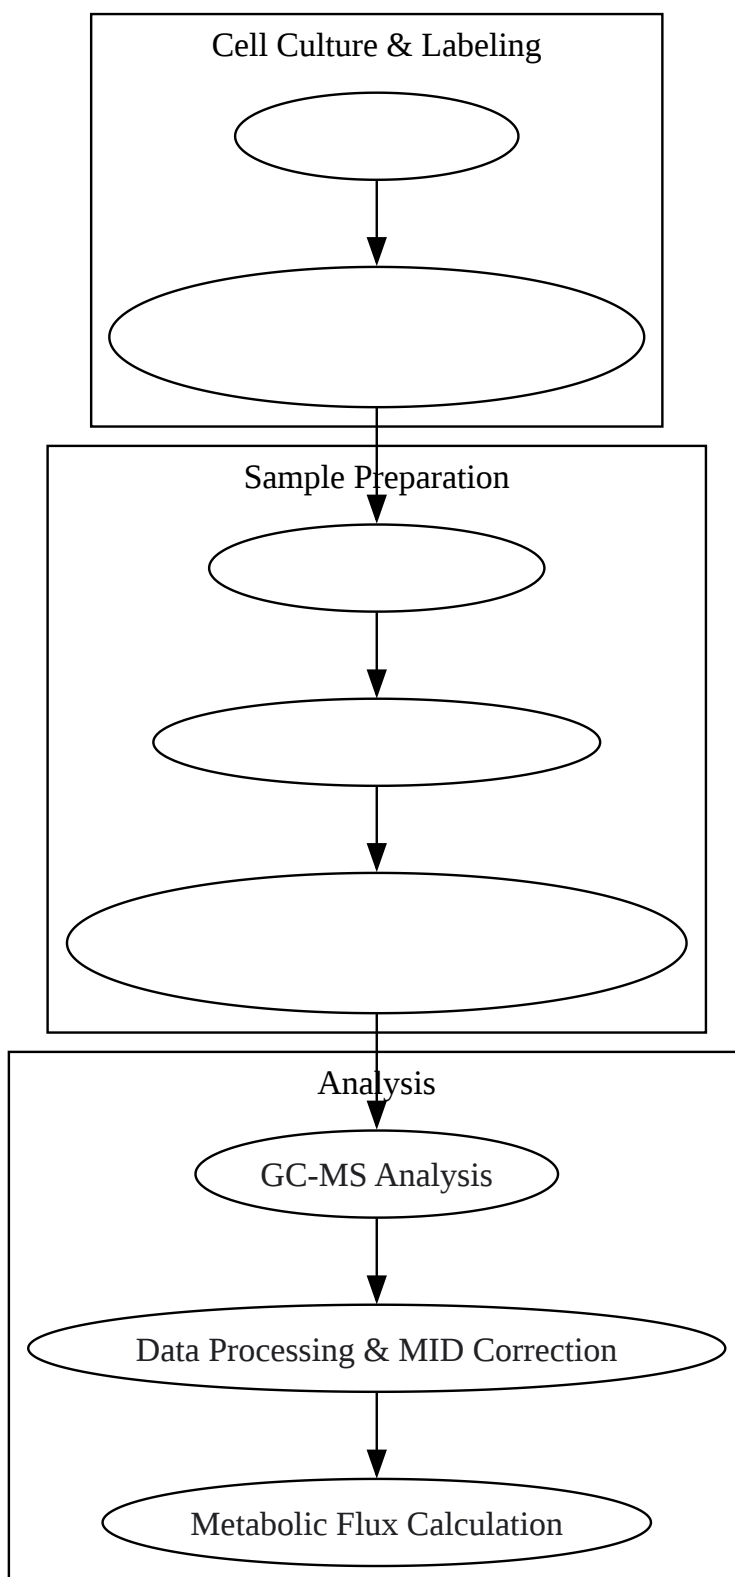 Cell Culture & Labeling
Sample Preparation
Analysis
GC-MS Analysis
Data Processing & MID Correction
Metabolic Flux Calculation